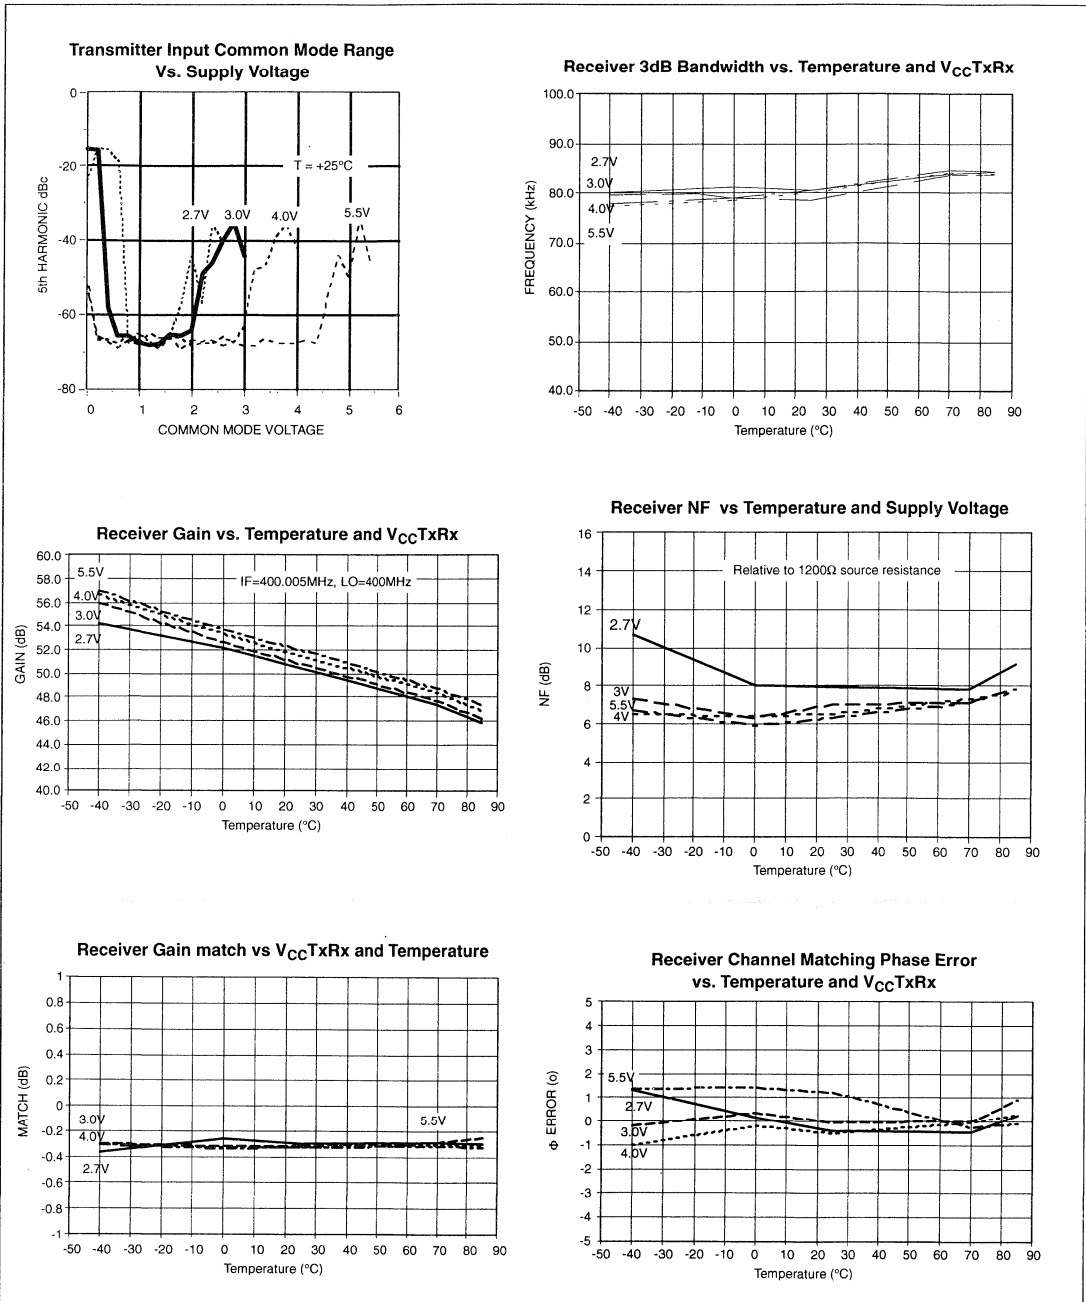 Transmitter Input Common Mode Range
Vs. Supply Voltage
0
-20
-40
-60
-80
5th HARMONIC dBc
T = +25°C
2.7V 3.0V 4.0V 5.5V
0 1 2 3 4 5 6
COMMON MODE VOLTAGE
Receiver 3dB Bandwidth vs. Temperature and VCCTxRx
100.0
90.0
80.0
70.0
60.0
50.0
40.0
FREQUENCY (kHz)
2.7V
3.0V
4.0V
5.5V
-50 -40 -30 -20 -10 0 10 20 30 40 50 60 70 80 90
Temperature (°C)
Receiver Gain vs. Temperature and VCCTxRx
60.0
58.0
56.0
54.0
52.0
50.0
48.0
46.0
44.0
42.0
40.0
GAIN (dB)
5.5V
4.0V
3.0V
2.7V
IF=400.005MHz, LO=400MHz
-50 -40 -30 -20 -10 0 10 20 30 40 50 60 70 80 90
Temperature (°C)
Receiver NF vs Temperature and Supply Voltage
16
14
12
10
8
6
4
2
0
NF (dB)
Relative to 1200Ω source resistance
2.7V
3V
5.5V
4V
-50 -40 -30 -20 -10 0 10 20 30 40 50 60 70 80 90
Temperature (°C)
Receiver Gain match vs VCCTxRx and Temperature
1
0.8
0.6
0.4
0.2
0
-0.2
-0.4
-0.6
-0.8
-1
MATCH (dB)
3.0V
4.0V
2.7V
5.5V
-50 -40 -30 -20 -10 0 10 20 30 40 50 60 70 80 90
Temperature (°C)
Receiver Channel Matching Phase Error
vs. Temperature and VCCTxRx
5
4
3
2
1
0
-1
-2
-3
-4
-5
Φ ERROR (o)
5.5V
2.7V
3.0V
4.0V
-50 -40 -30 -20 -10 0 10 20 30 40 50 60 70 80 90
Temperature (°C)